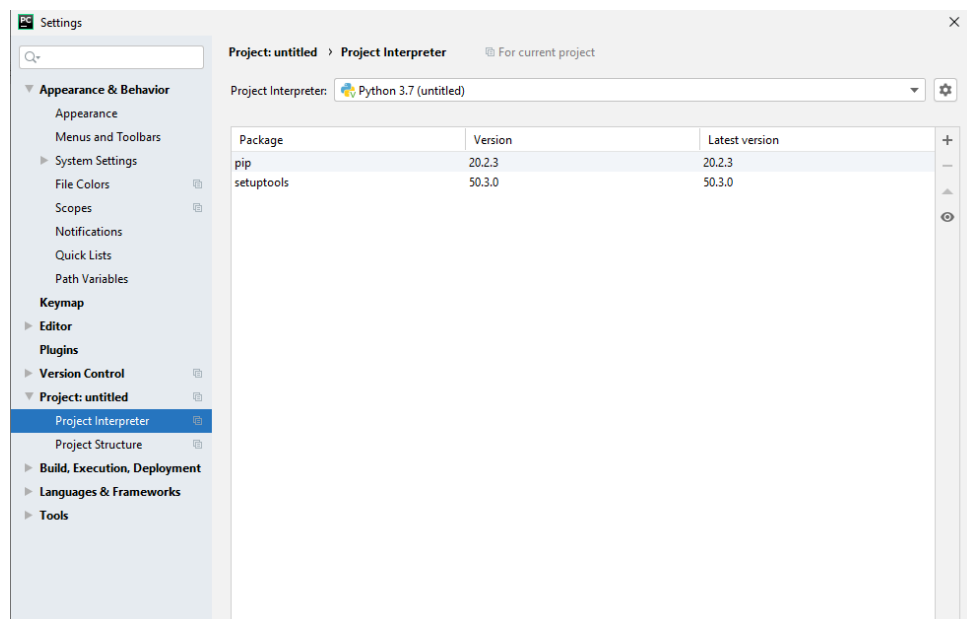 Settings
Project: untitled › Project Interpreter For current project
Project Interpreter: Python 3.7 (untitled)
Appearance & Behavior
Appearance
Menus and Toolbars
System Settings
File Colors
Scopes
Notifications
Quick Lists
Path Variables
Keymap
Editor
Plugins
Version Control
Project: untitled
Project Interpreter
Project Structure
Build, Execution, Deployment
Languages & Frameworks
Tools
Package Version Latest version
pip 20.2.3 20.2.3
setuptools 50.3.0 50.3.0